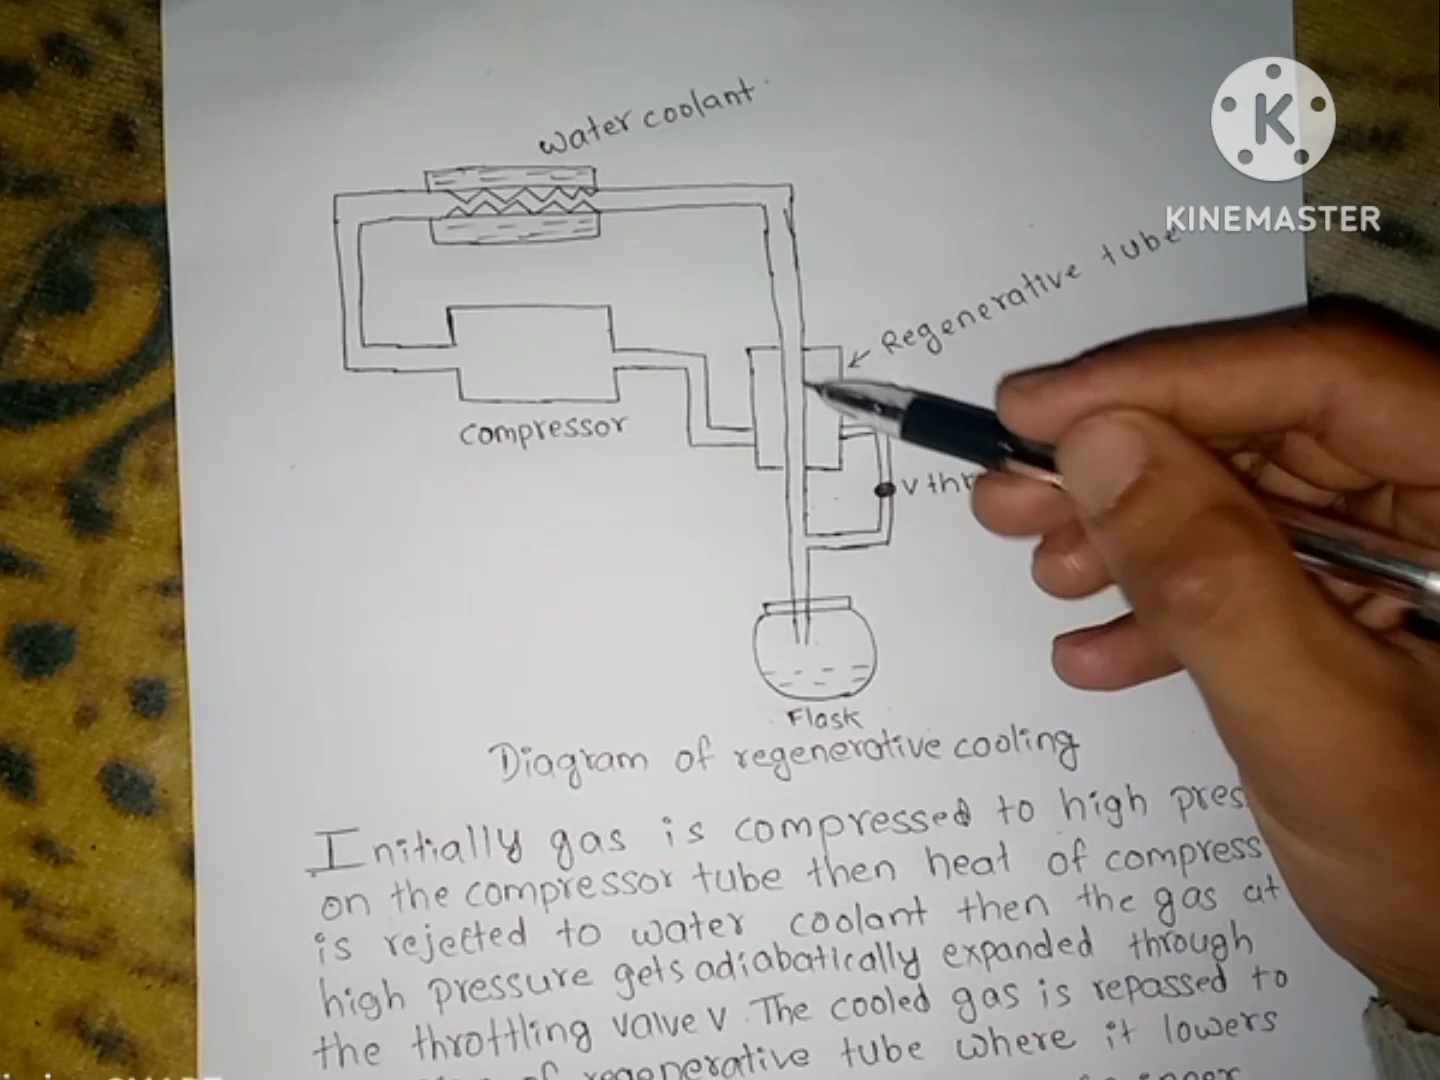 water coolant
K
KINEMASTER
Regenerative tube
compressor
V thr
Flask
Diagram of regenerative cooling
Initially gas is compressed to high pres
on the compressor tube then heat of compress
is rejected to water coolant then the gas at
high pressure gets adiabatically expanded through
the throttling valve V. The cooled gas is repassed to
of regenerative tube where it lowers